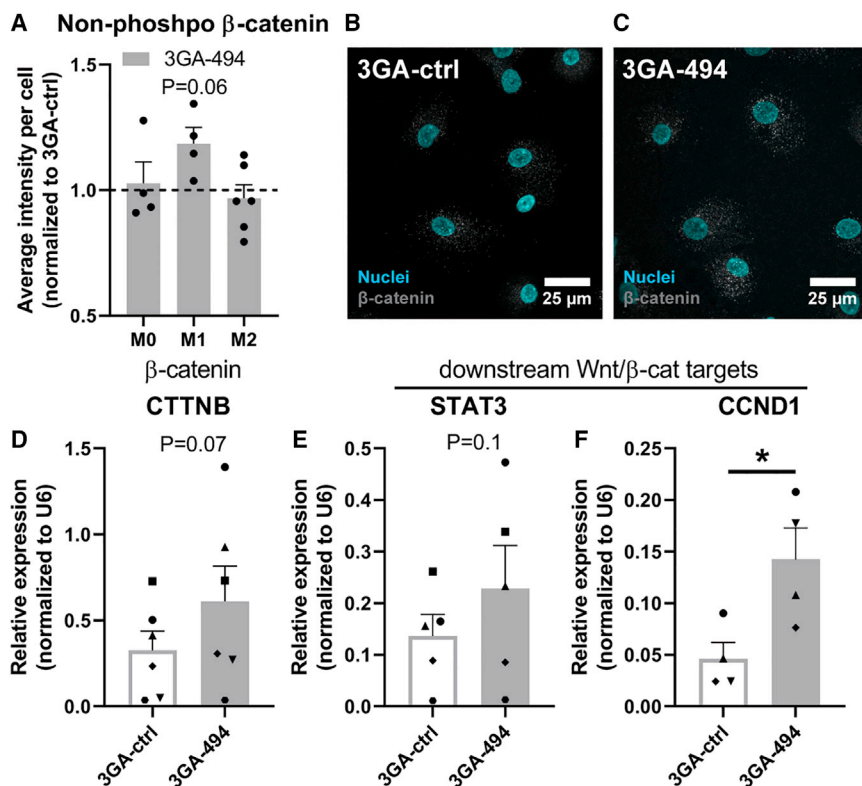 A Non-phoshpo β-catenin
3GA-494
P=0.06
Average intensity per cell
(normalized to 3GA-ctrl)
1.5
1.0
0.5
M0 M1 M2
B
3GA-ctrl
Nuclei
β-catenin
25 μm
C
3GA-494
Nuclei
β-catenin
25 μm
β-catenin
downstream Wnt/β-cat targets
D
CTTNB
P=0.07
Relative expression
(normalized to U6)
1.5
1.0
0.5
0.0
3GA-ctrl
3GA-494
E
STAT3
P=0.1
Relative expression
(normalized to U6)
0.5
0.4
0.3
0.2
0.1
0.0
3GA-ctrl
3GA-494
F
CCND1
*
Relative expression
(normalized to U6)
0.25
0.20
0.15
0.10
0.05
0.00
3GA-ctrl
3GA-494